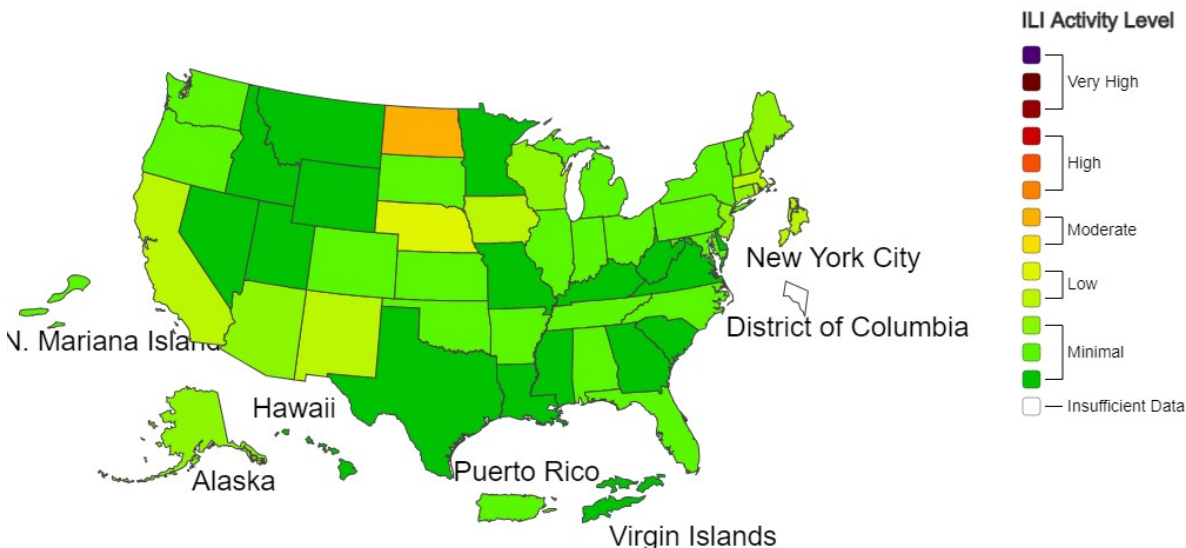 ILI Activity Level
Very High
High
Moderate
Low
Minimal
Insufficient Data
New York City
District of Columbia
N. Mariana Island
Hawaii
Alaska
Puerto Rico
Virgin Islands